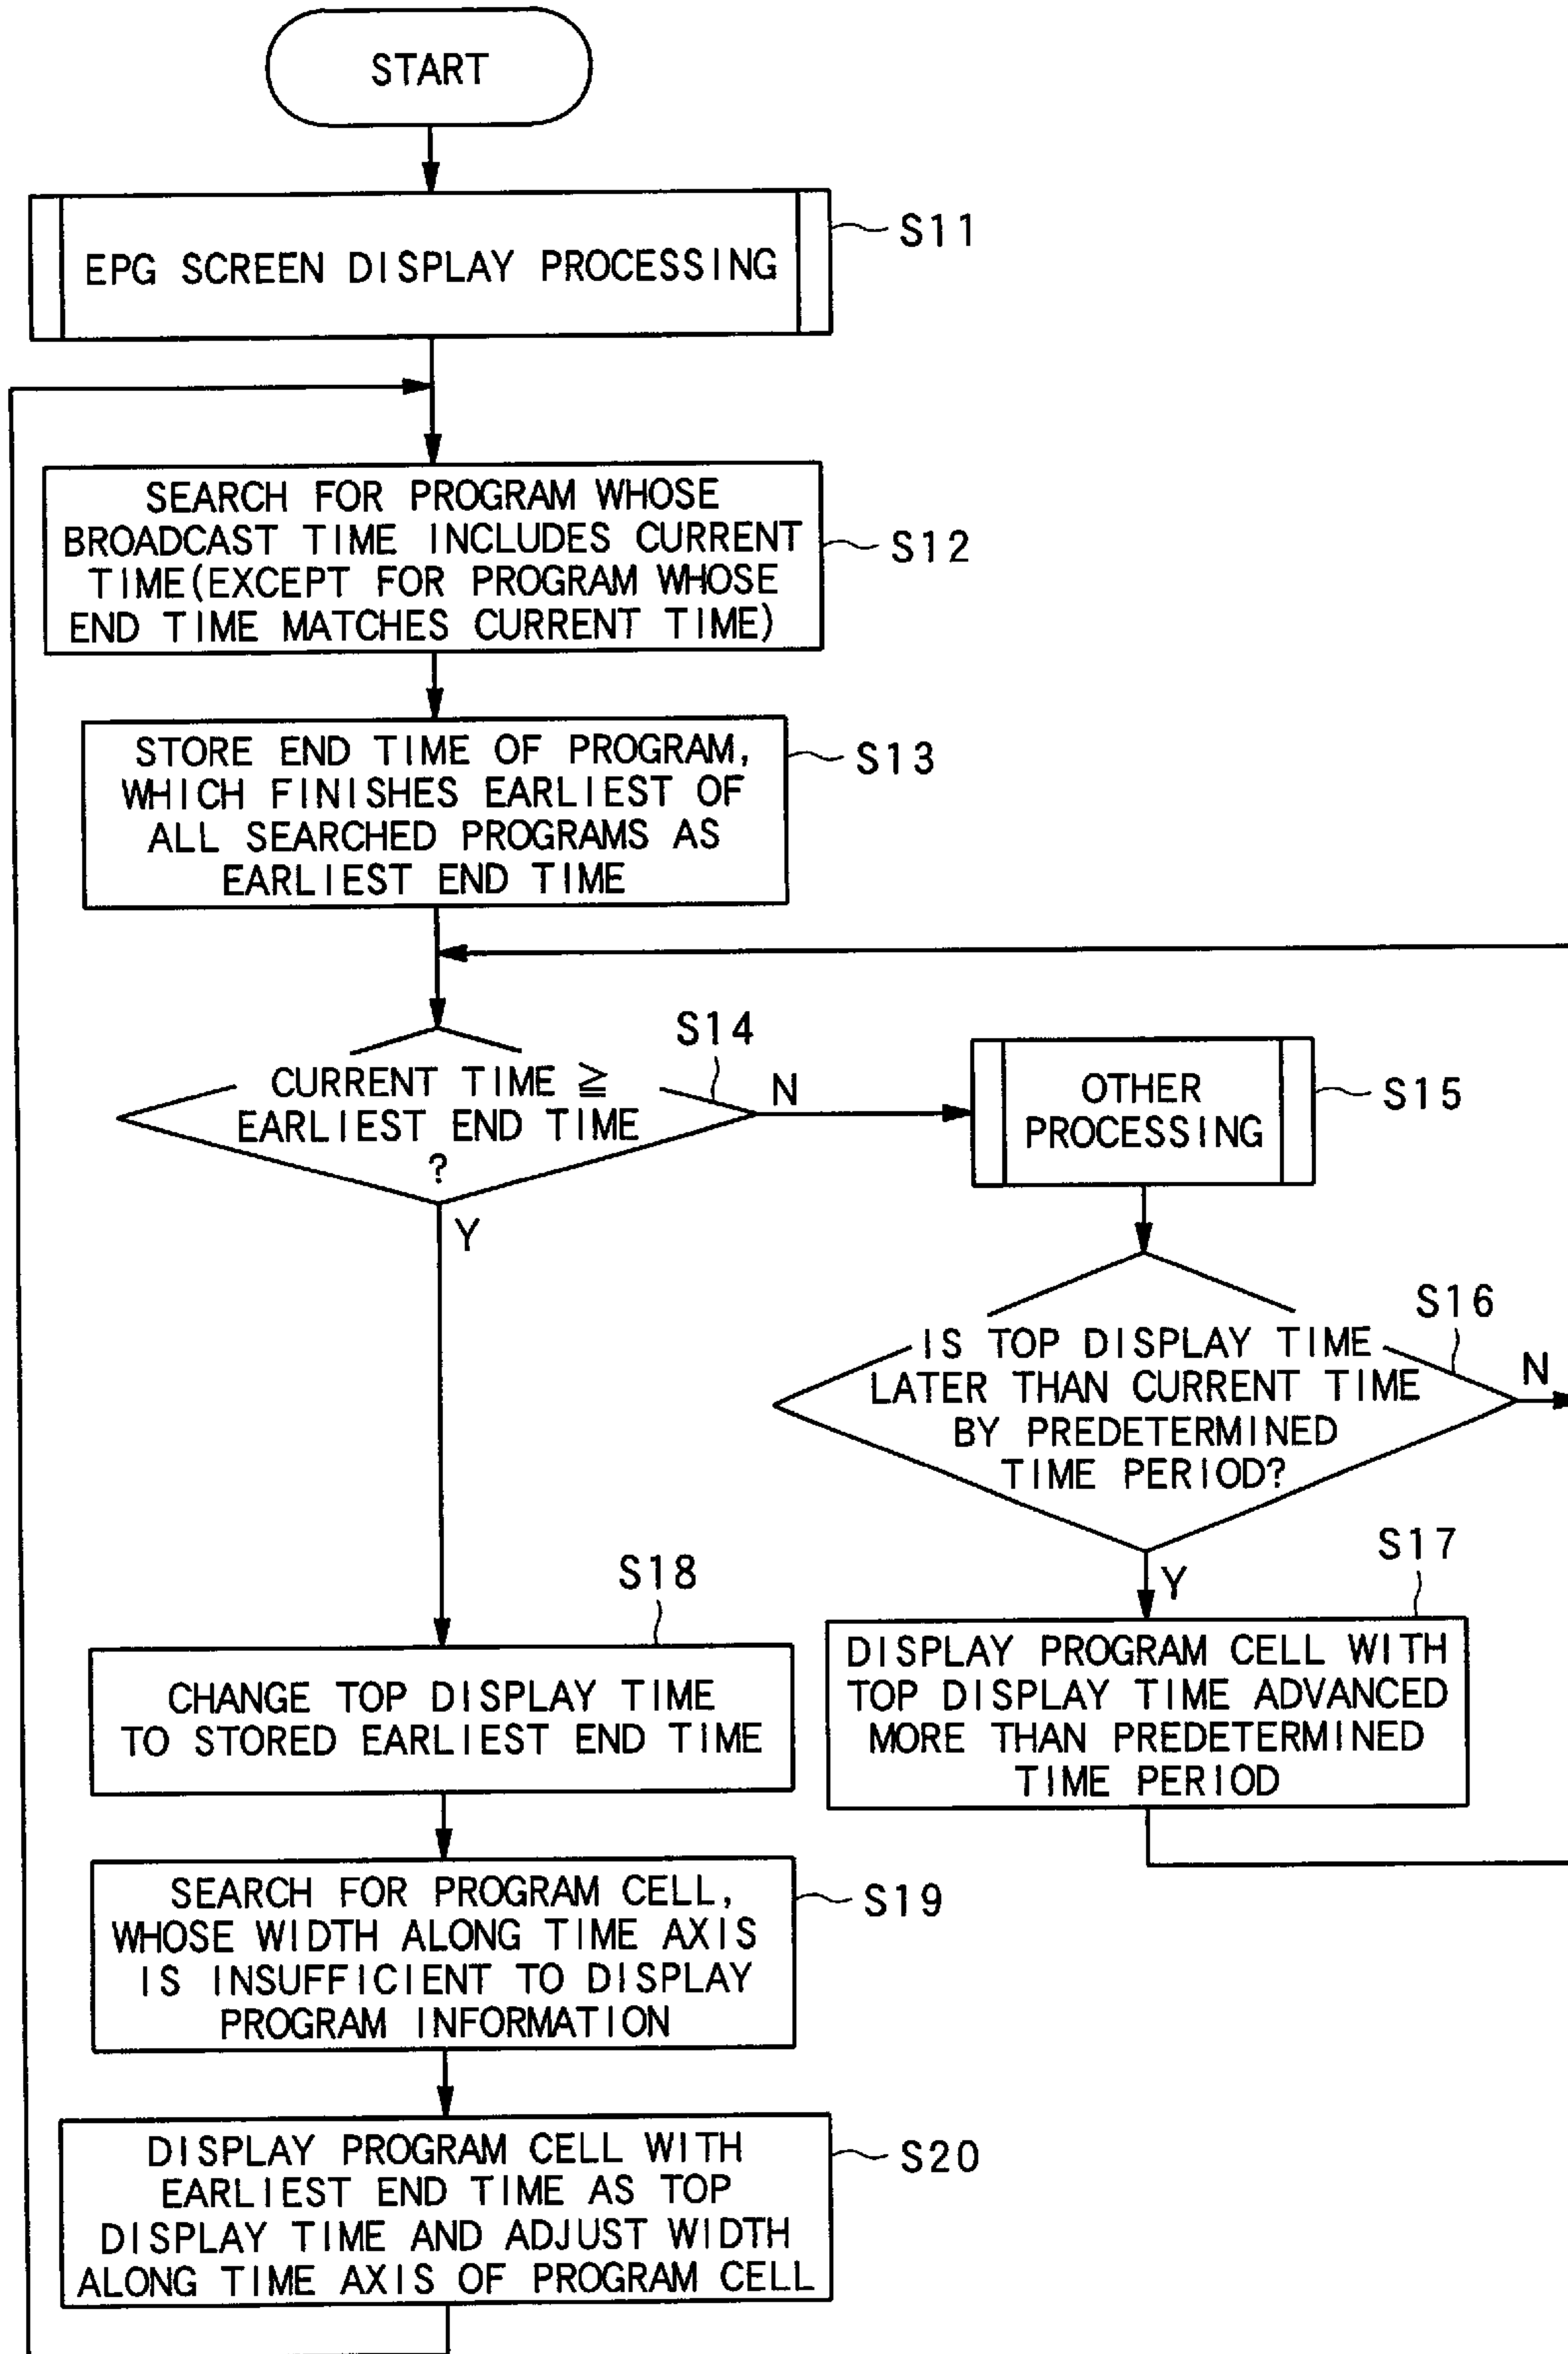 START
EPG SCREEN DISPLAY PROCESSING
S11
SEARCH FOR PROGRAM WHOSE
BROADCAST TIME INCLUDES CURRENT
TIME(EXCEPT FOR PROGRAM WHOSE
END TIME MATCHES CURRENT TIME)
S12
STORE END TIME OF PROGRAM,
WHICH FINISHES EARLIEST OF
ALL SEARCHED PROGRAMS AS
EARLIEST END TIME
S13
CURRENT TIME ≧
EARLIEST END TIME
?
S14
N
Y
OTHER
PROCESSING
S15
IS TOP DISPLAY TIME
LATER THAN CURRENT TIME
BY PREDETERMINED
TIME PERIOD?
S16
N
Y
DISPLAY PROGRAM CELL WITH
TOP DISPLAY TIME ADVANCED
MORE THAN PREDETERMINED
TIME PERIOD
S17
CHANGE TOP DISPLAY TIME
TO STORED EARLIEST END TIME
S18
SEARCH FOR PROGRAM CELL,
WHOSE WIDTH ALONG TIME AXIS
IS INSUFFICIENT TO DISPLAY
PROGRAM INFORMATION
S19
DISPLAY PROGRAM CELL WITH
EARLIEST END TIME AS TOP
DISPLAY TIME AND ADJUST WIDTH
ALONG TIME AXIS OF PROGRAM CELL
S20